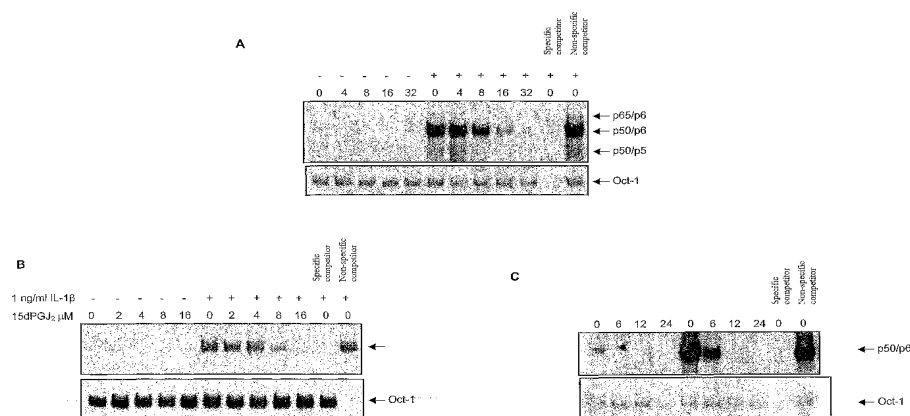 A
Specific competitor
Non-specific competitor
- - - - - + + + + + + +
0 4 8 16 32 0 4 8 16 32 0 0
p65/p6
p50/p6
p50/p5
Oct-1
B
Specific competitor
Non-specific competitor
1 ng/ml IL-1β - - - - - + + + + + + +
15dPGJ₂ μM 0 2 4 8 16 0 2 4 8 16 0 0
Oct-1
C
Specific competitor
Non-specific competitor
0 6 12 24 0 6 12 24 0 0
p50/p6
Oct-1